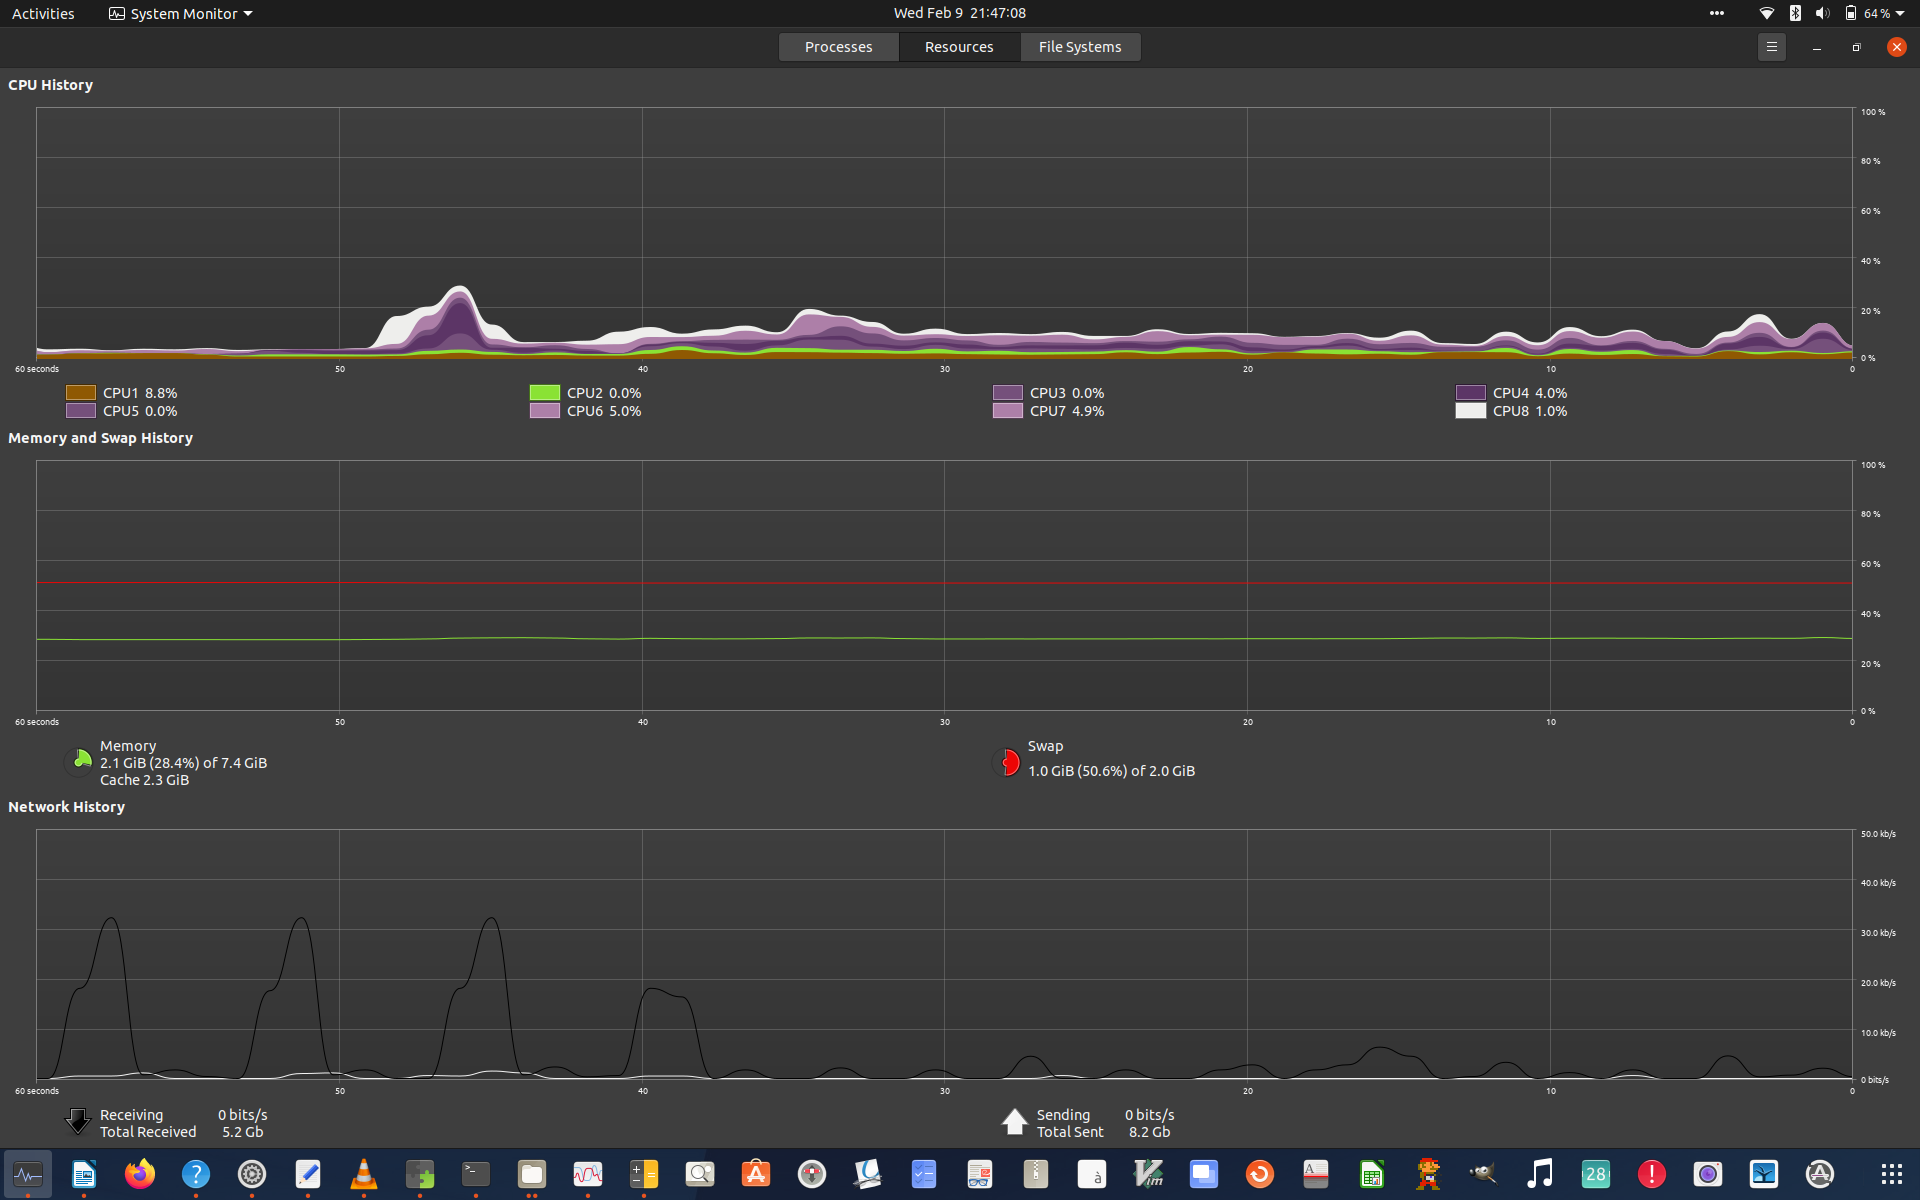 Activities System Monitor Wed Feb 9 21:47:08 64 %
Processes Resources File Systems
CPU History
100 %
80 %
60 %
40 %
20 %
0 %
60 seconds 50 40 30 20 10 0
CPU1 8.8% CPU2 0.0% CPU3 0.0% CPU4 4.0%
CPU5 0.0% CPU6 5.0% CPU7 4.9% CPU8 1.0%
Memory and Swap History
100 %
80 %
60 %
40 %
20 %
0 %
60 seconds 50 40 30 20 10 0
Memory
2.1 GiB (28.4%) of 7.4 GiB
Cache 2.3 GiB
Swap
1.0 GiB (50.6%) of 2.0 GiB
Network History
50.0 kb/s
40.0 kb/s
30.0 kb/s
20.0 kb/s
10.0 kb/s
0 bits/s
60 seconds 50 40 30 20 10 0
Receiving 0 bits/s
Total Received 5.2 Gb
Sending 0 bits/s
Total Sent 8.2 Gb
? >_ à Vim A 28 !